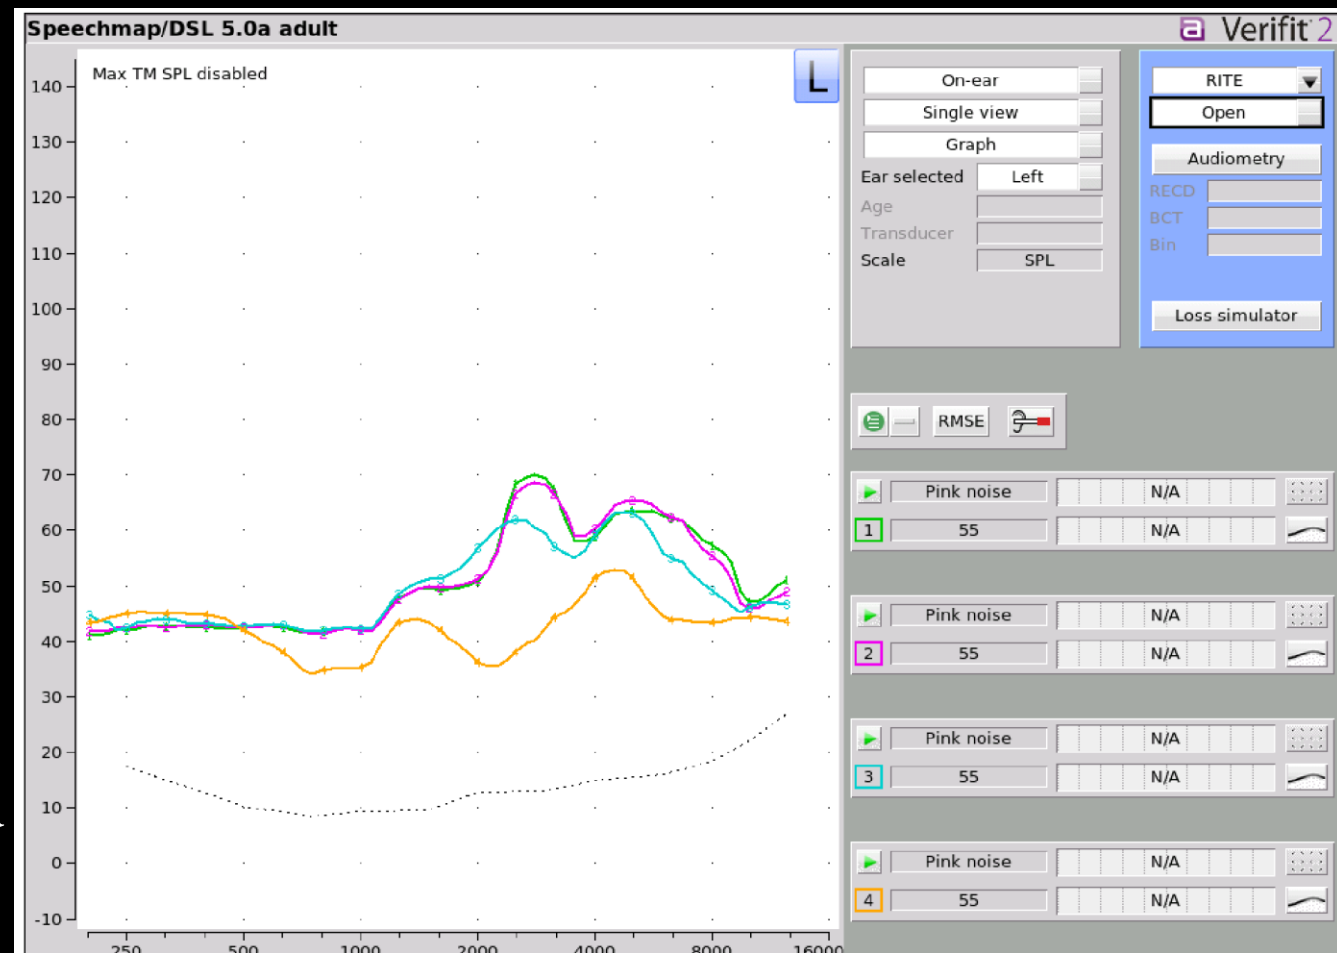 Speechmap/DSL 5.0a adult
a Verifit 2
Max TM SPL disabled
L
140
130
120
110
100
90
80
70
60
50
40
30
20
10
0
-10
250 500 1000 2000 4000 8000 16000
On-ear
Single view
Graph
Ear selected Left
Age
Transducer
Scale SPL
RITE
Open
Audiometry
RECD
BCT
Bin
Loss simulator
RMSE
Pink noise N/A
1 55 N/A
Pink noise N/A
2 55 N/A
Pink noise N/A
3 55 N/A
Pink noise N/A
4 55 N/A